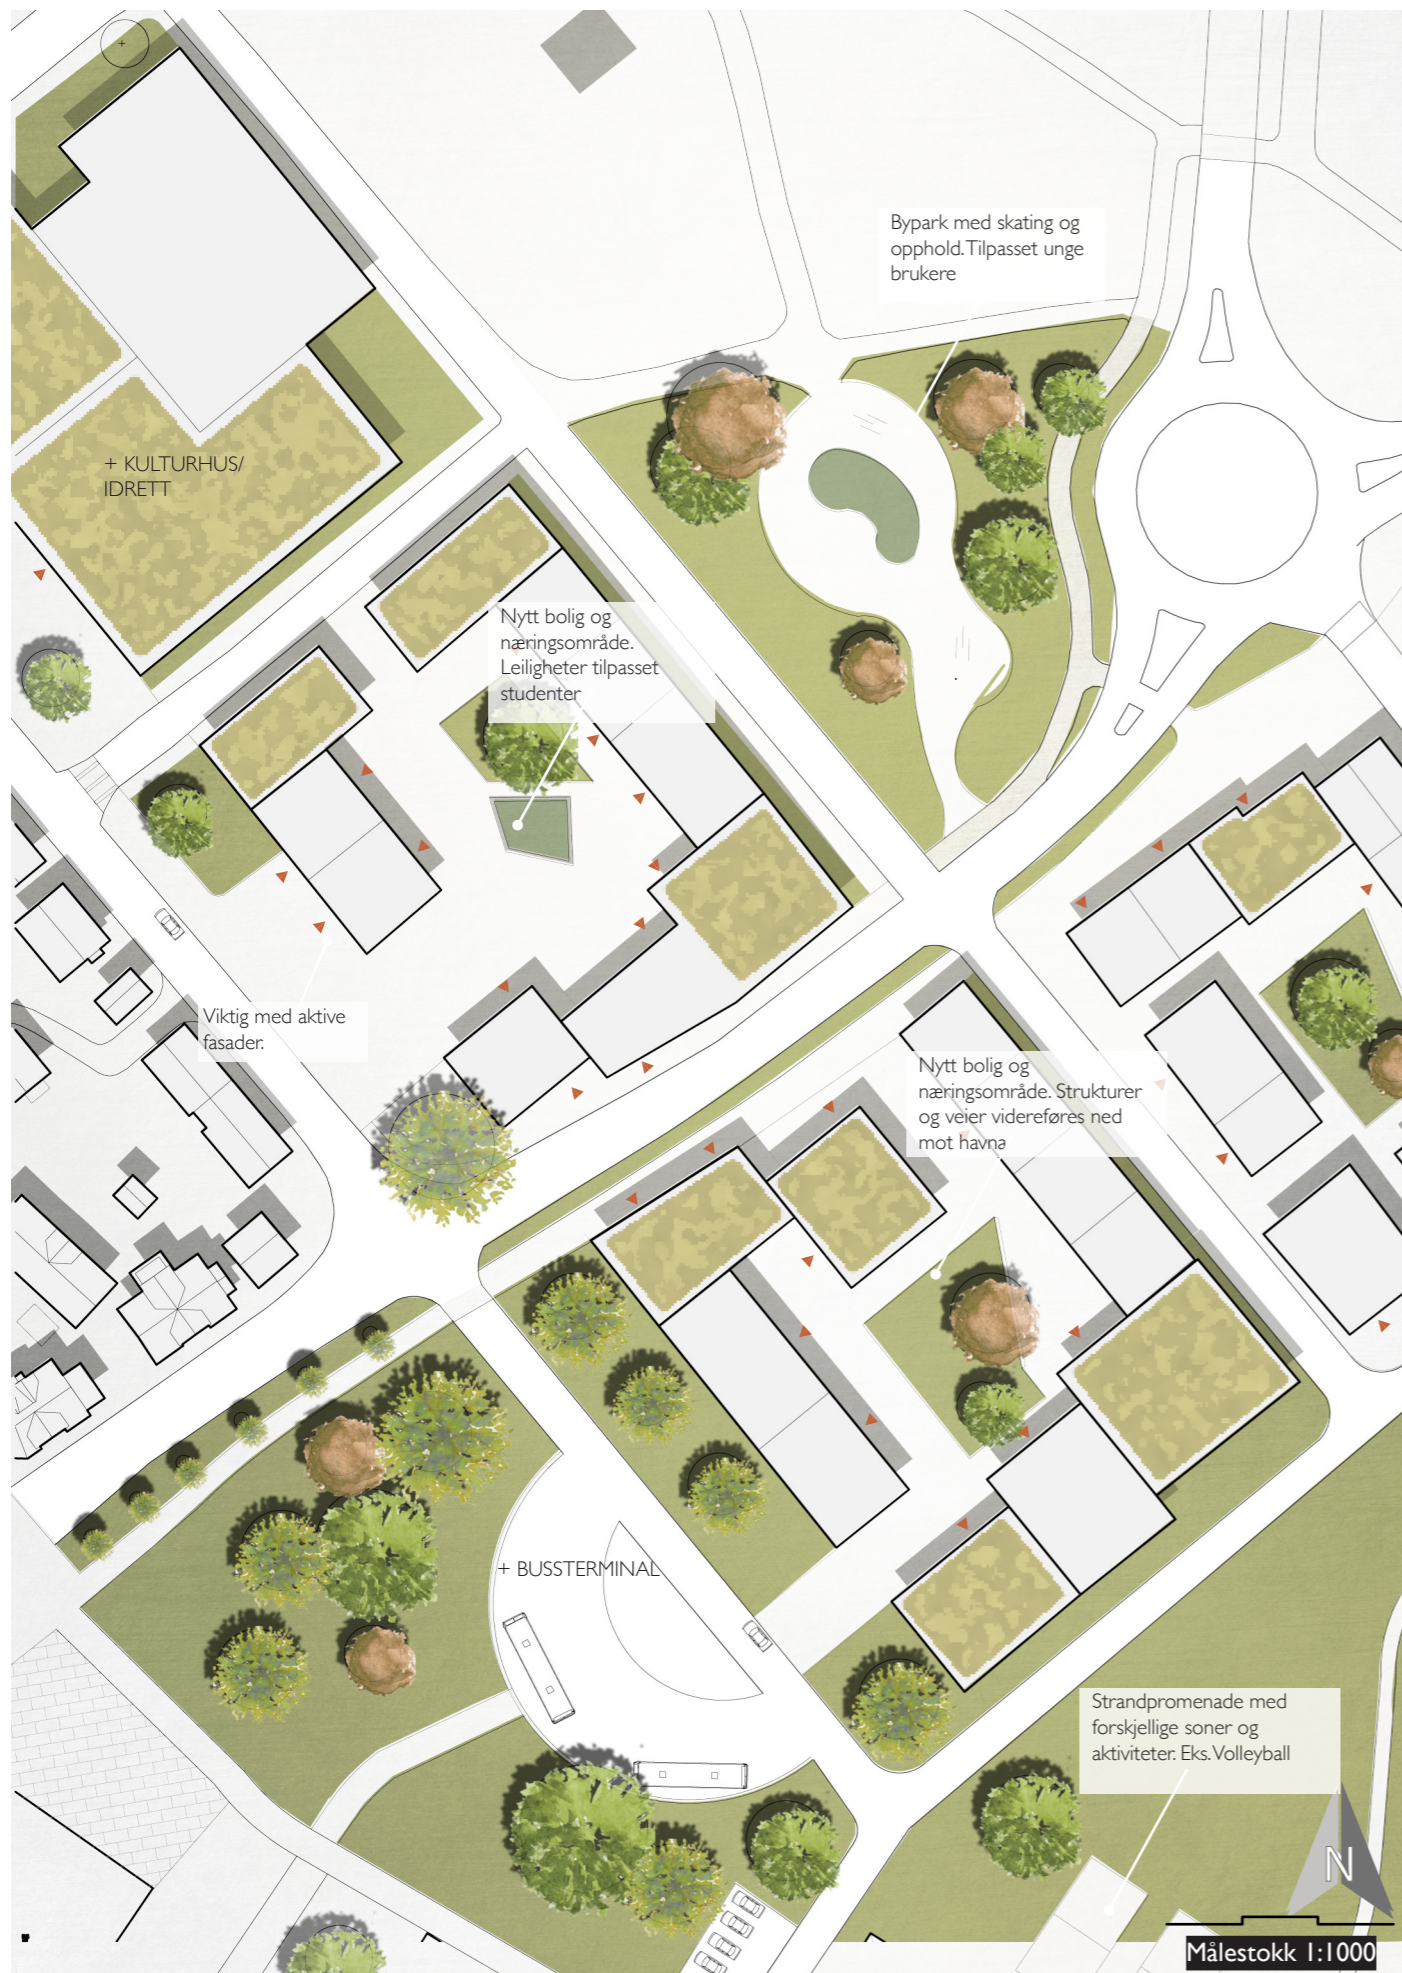 Bypark med skating og
opphold. Tilpasset unge
brukere
+ KULTURHUS/
IDRETT
Nytt bolig og
næringsområde.
Leiligheter tilpasset
studenter
Viktig med aktive
fasader.
Nytt bolig og
næringsområde. Strukturer
og veier videreføres ned
mot havna
+ BUSSTERMINAL
Strandpromenade med
forskjellige soner og
aktiviteter. Eks. Volleyball
N
Målestokk 1:1000